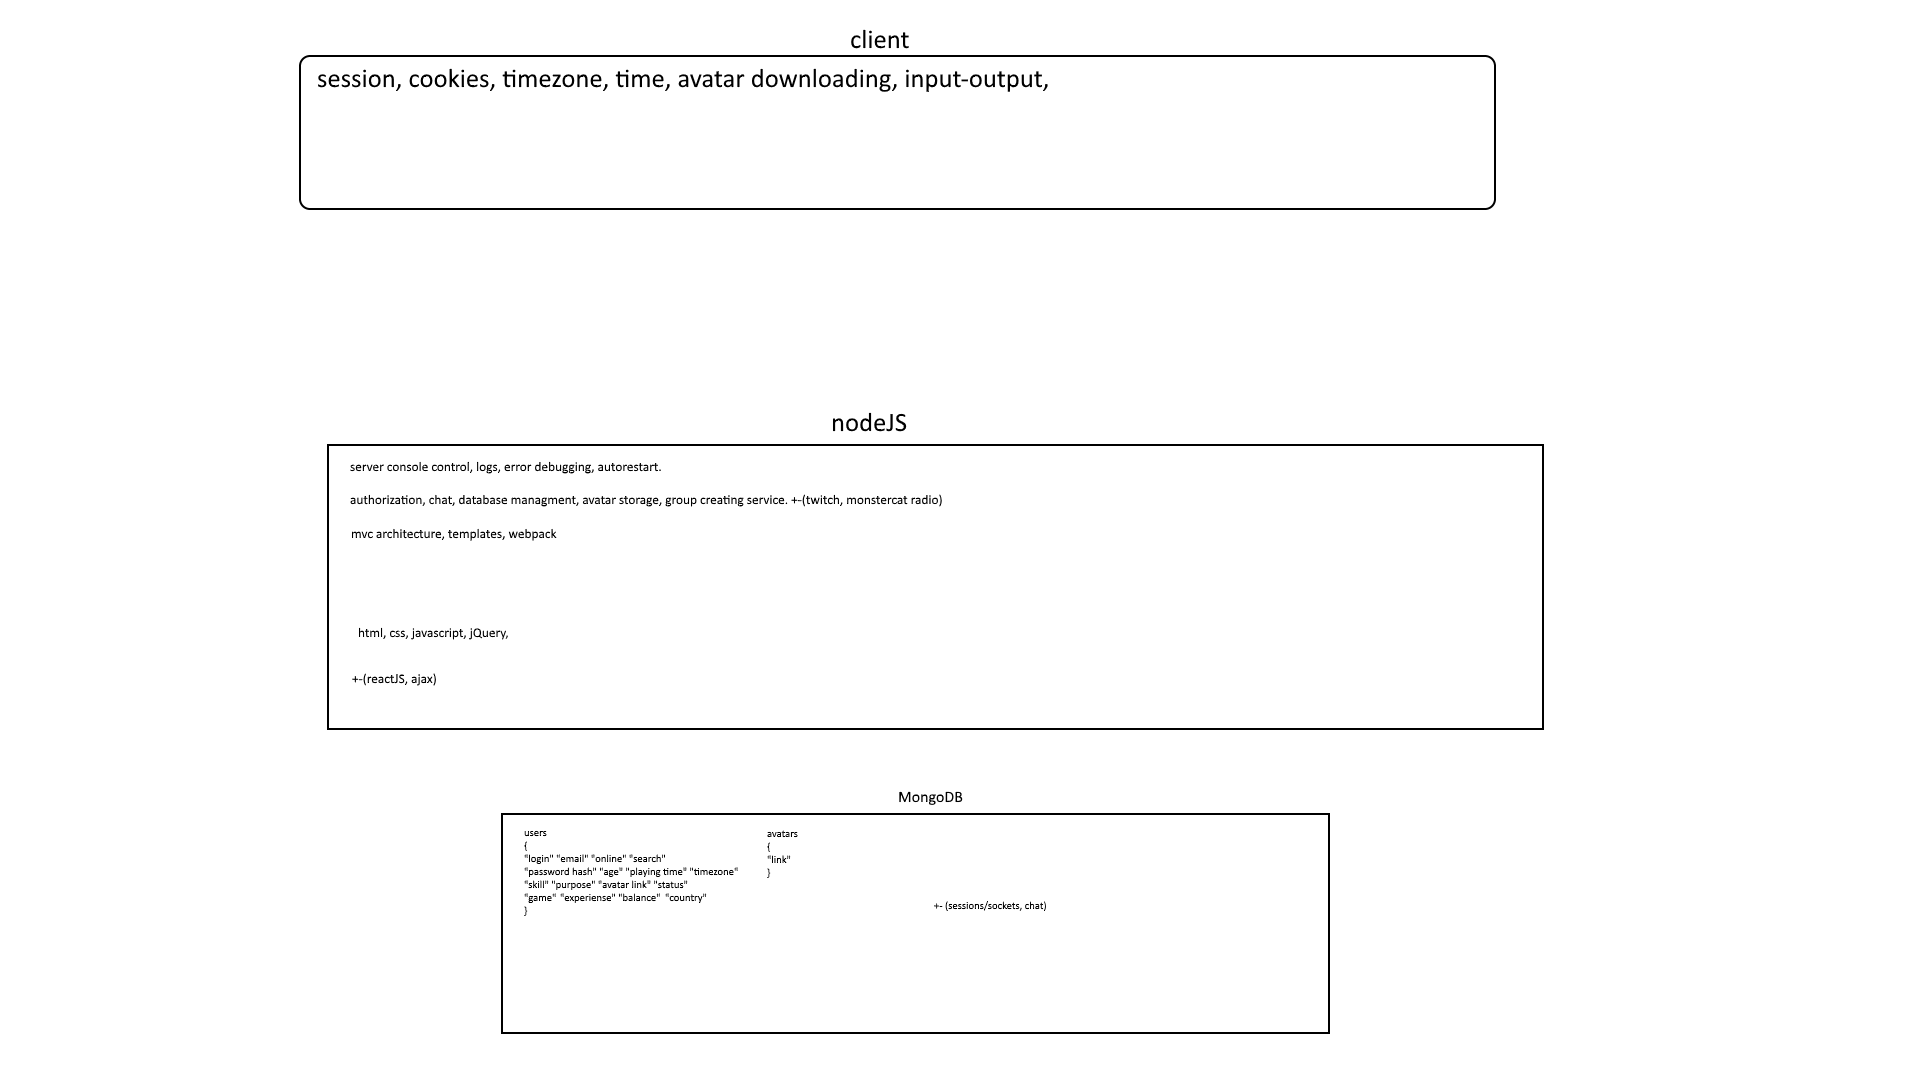 client
session, cookies, timezone, time, avatar downloading, input-output,
nodeJS
server console control, logs, error debugging, autorestart.
authorization, chat, database managment, avatar storage, group creating service. +-(twitch, monstercat radio)
mvc architecture, templates, webpack
html, css, javascript, jQuery,
+-(reactJS, ajax)
MongoDB
users
{
"login" "email" "online" "search"
"password hash" "age" "playing time" "timezone"
"skill" "purpose" "avatar link" "status"
"game" "experiense" "balance" "country"
}
avatars
{
"link"
}
+- (sessions/sockets, chat)